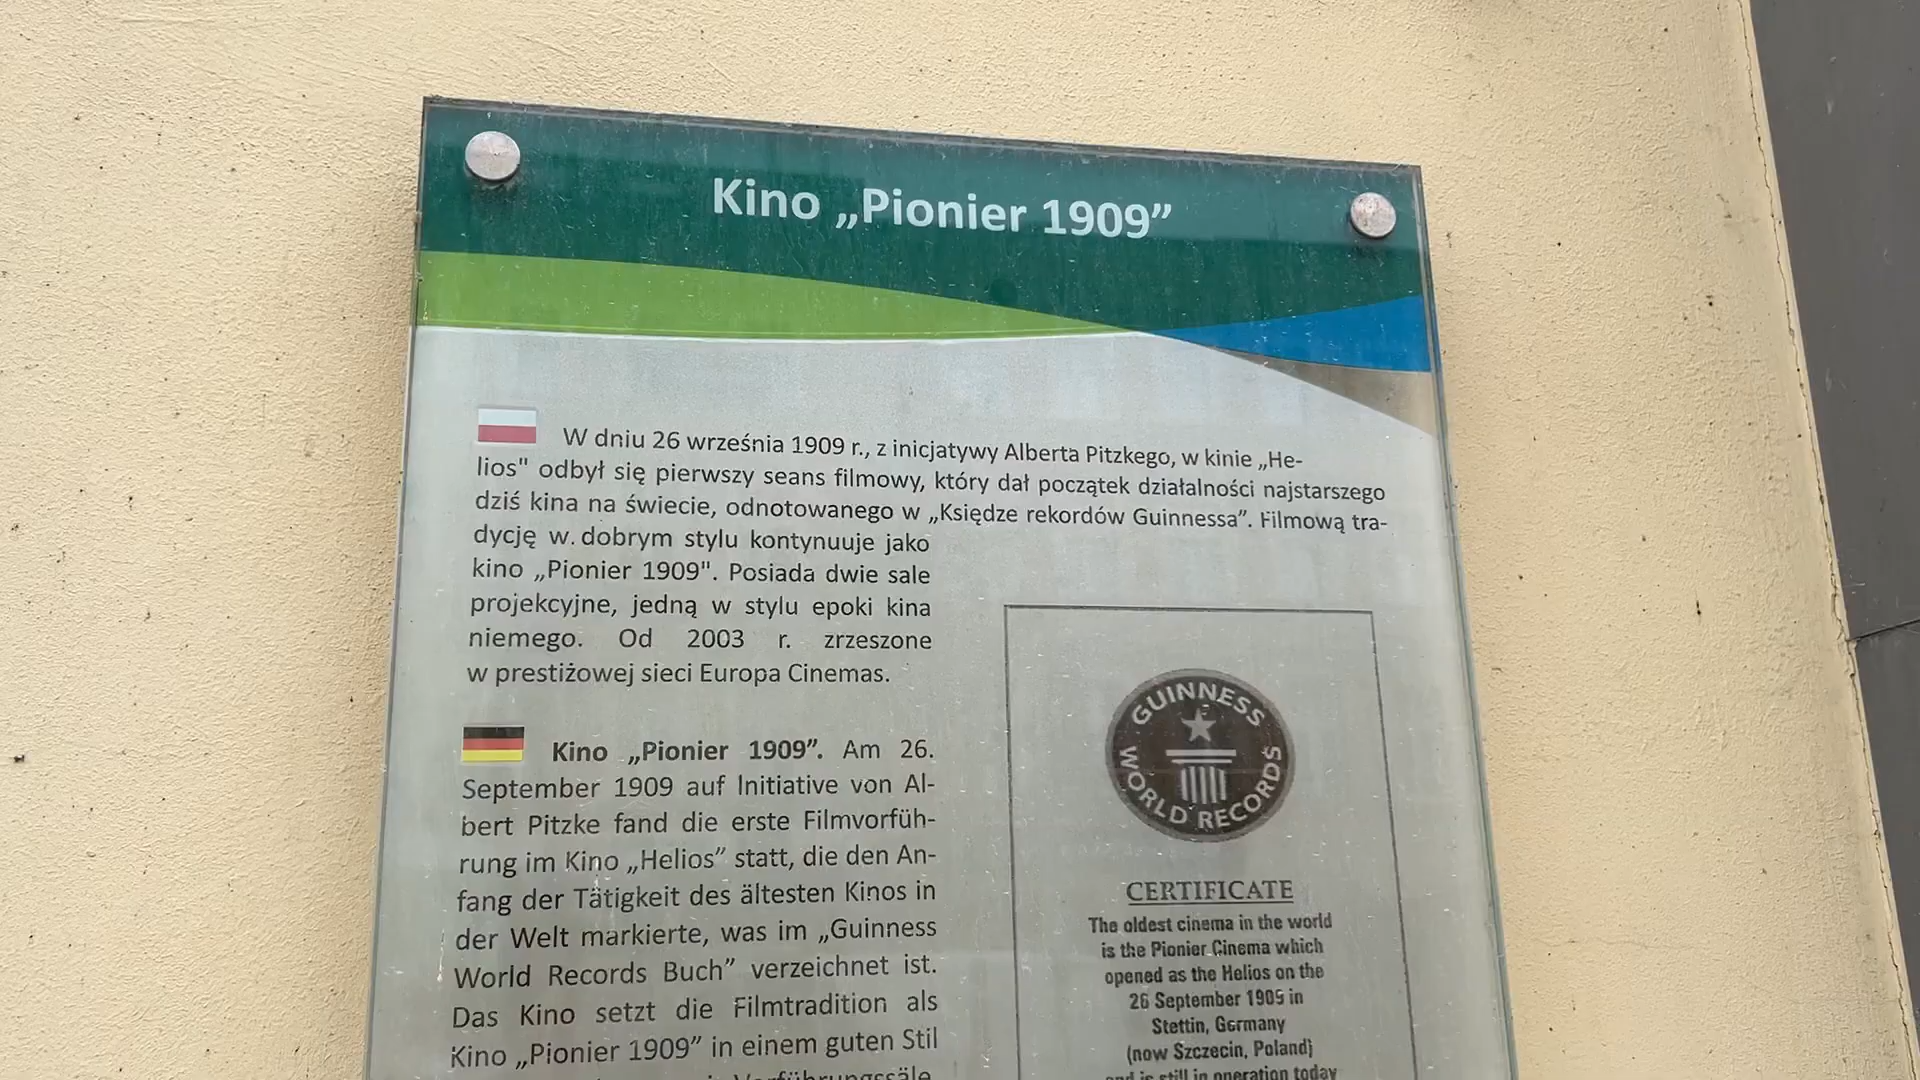 Kino „Pionier 1909”
W dniu 26 września 1909 r., z inicjatywy Alberta Pitzkego, w kinie „He-
lios" odbył się pierwszy seans filmowy, który dał początek działalności najstarszego
dziś kina na świecie, odnotowanego w „Księdze rekordów Guinnessa”. Filmową tra-
dycję w dobrym stylu kontynuuje jako
kino „Pionier 1909". Posiada dwie sale
projekcyjne, jedną w stylu epoki kina
niemego. Od 2003 r. zrzeszone
w prestiżowej sieci Europa Cinemas.
Kino „Pionier 1909”. Am 26.
September 1909 auf Initiative von Al-
bert Pitzke fand die erste Filmvorfüh-
rung im Kino „Helios” statt, die den An-
fang der Tätigkeit des ältesten Kinos in
der Welt markierte, was im „Guinness
World Records Buch” verzeichnet ist.
Das Kino setzt die Filmtradition als
Kino „Pionier 1909” in einem guten Stil
Vorführungssäle,
GUINNESS
WORLD RECORDS
CERTIFICATE
The oldest cinema in the world
is the Pionier Cinema which
opened as the Helios on the
26 September 1909 in
Stettin, Germany
(now Szczecin, Poland)
and is still in operation today